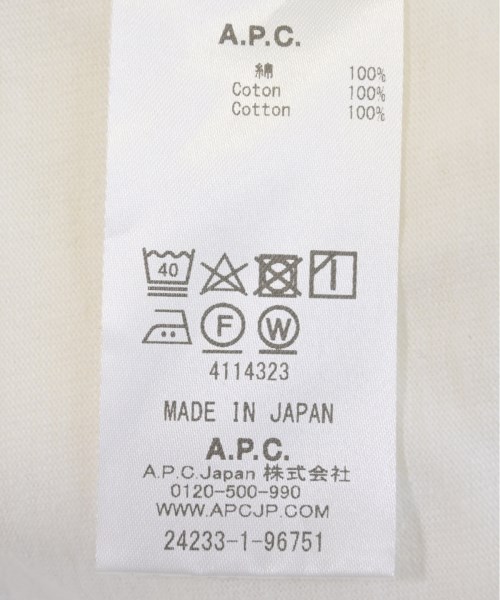 A.P.C.
綿 100%
Coton 100%
Cotton 100%
40
F W
4114323
MADE IN JAPAN
A.P.C.
A.P.C.Japan 株式会社
0120-500-990
WWW.APCJP.COM
24233-1-96751